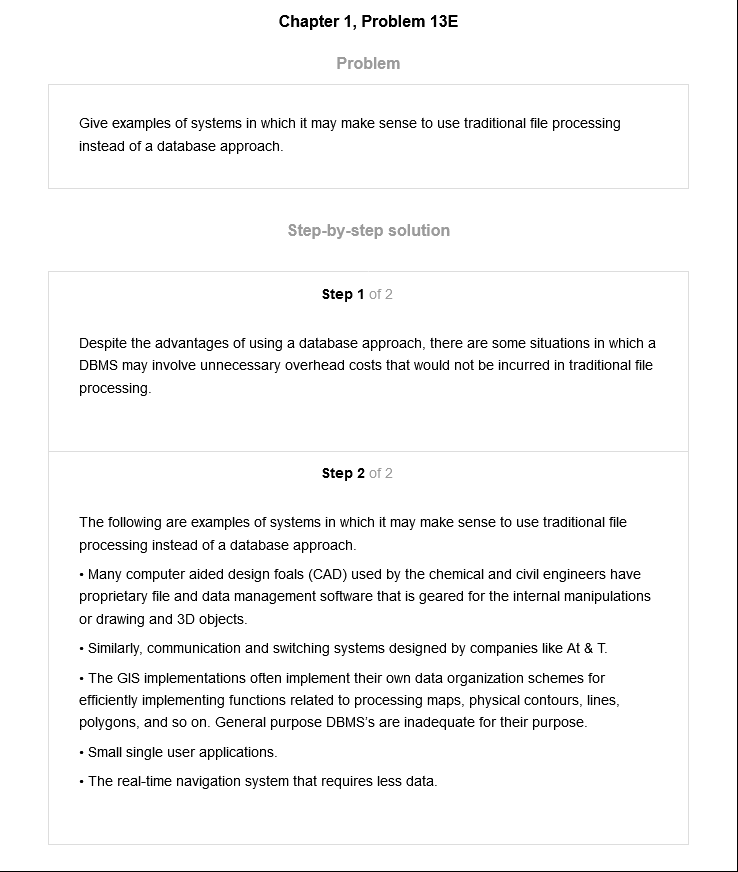 Chapter 1, Problem 13E
Problem
Give examples of systems in which it may make sense to use traditional file processing
instead of a database approach.
Step-by-step solution
Step 1 of 2
Despite the advantages of using a database approach, there are some situations in which a
DBMS may involve unnecessary overhead costs that would not be incurred in traditional file
processing.
Step 2 of 2
The following are examples of systems in which it may make sense to use traditional file
processing instead of a database approach.
• Many computer aided design foals (CAD) used by the chemical and civil engineers have
proprietary file and data management software that is geared for the internal manipulations
or drawing and 3D objects.
• Similarly, communication and switching systems designed by companies like At & T.
• The GIS implementations often implement their own data organization schemes for
efficiently implementing functions related to processing maps, physical contours, lines,
polygons, and so on. General purpose DBMS's are inadequate for their purpose.
• Small single user applications.
• The real-time navigation system that requires less data.